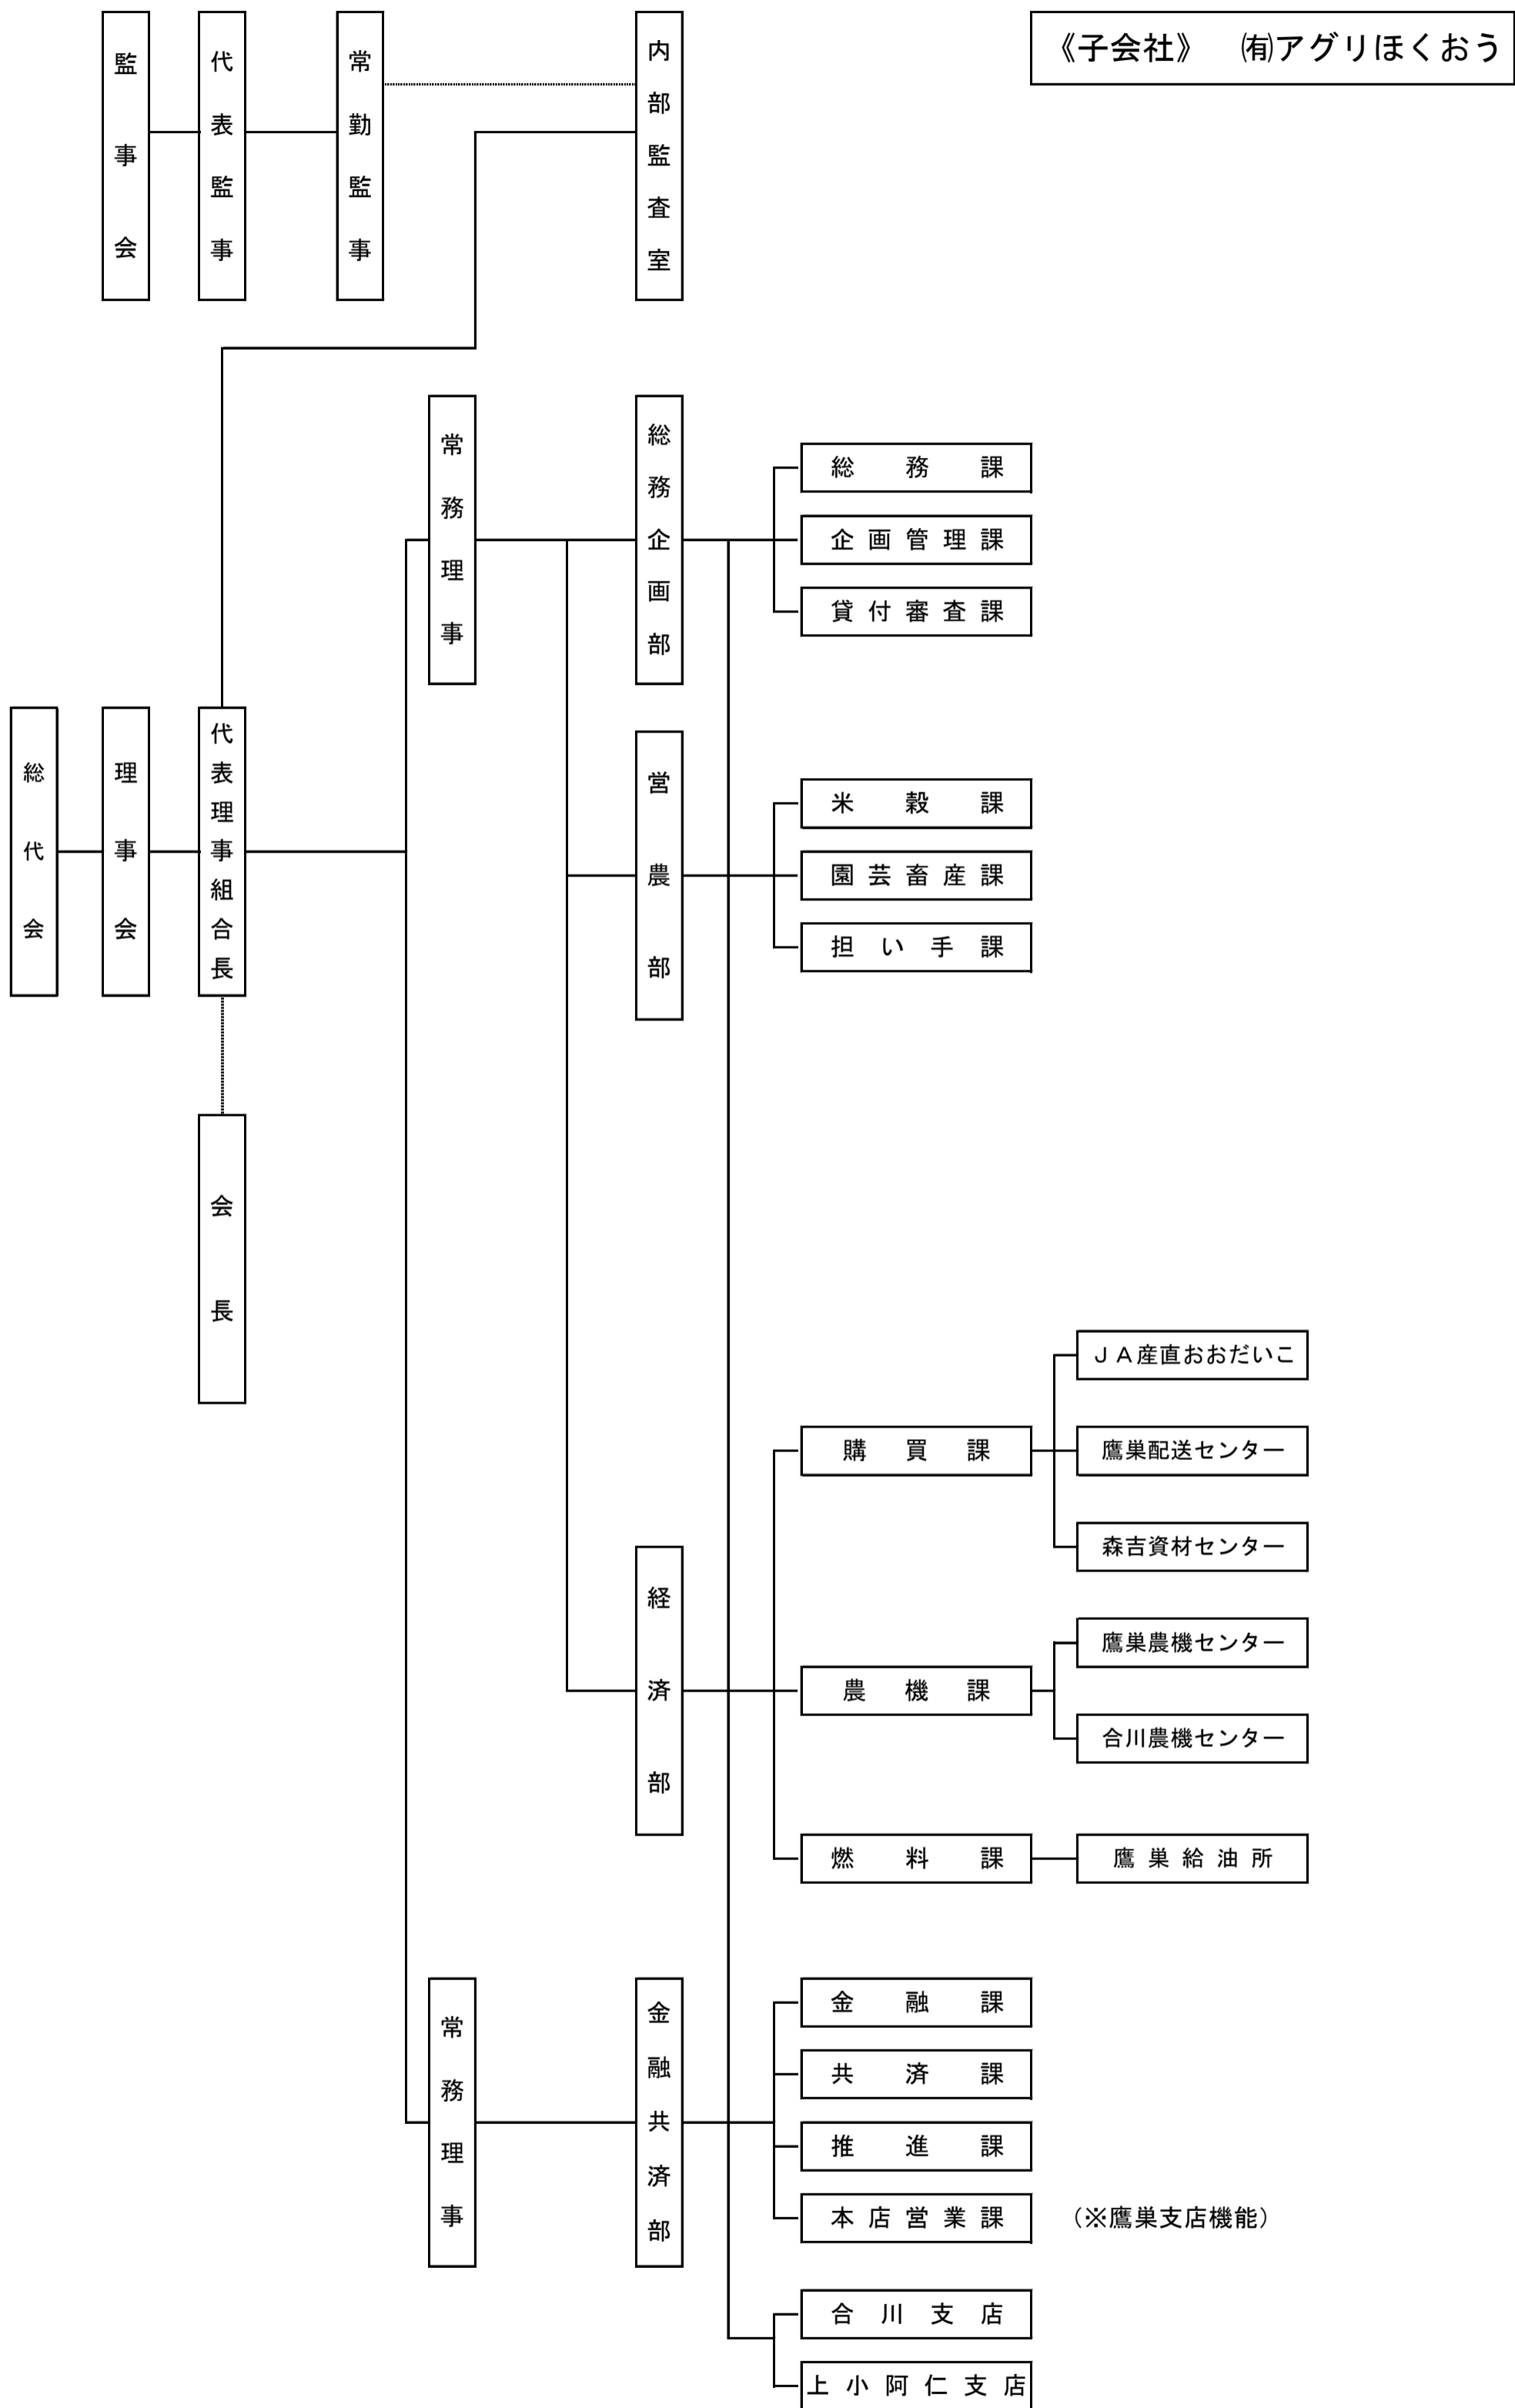 監事会
代表監事
常勤監事
内部監査室
《子会社》　㈲アグリほくおう
常務理事
総務企画部
総務課
企画管理課
貸付審査課
総代会
理事会
代表理事組合長
営農部
米穀課
園芸畜産課
担い手課
会長
経済部
購買課
ＪＡ産直おおだいこ
鷹巣配送センター
森吉資材センター
農機課
鷹巣農機センター
合川農機センター
燃料課
鷹巣給油所
常務理事
金融共済部
金融課
共済課
推進課
本店営業課
（※鷹巣支店機能）
合川支店
上小阿仁支店